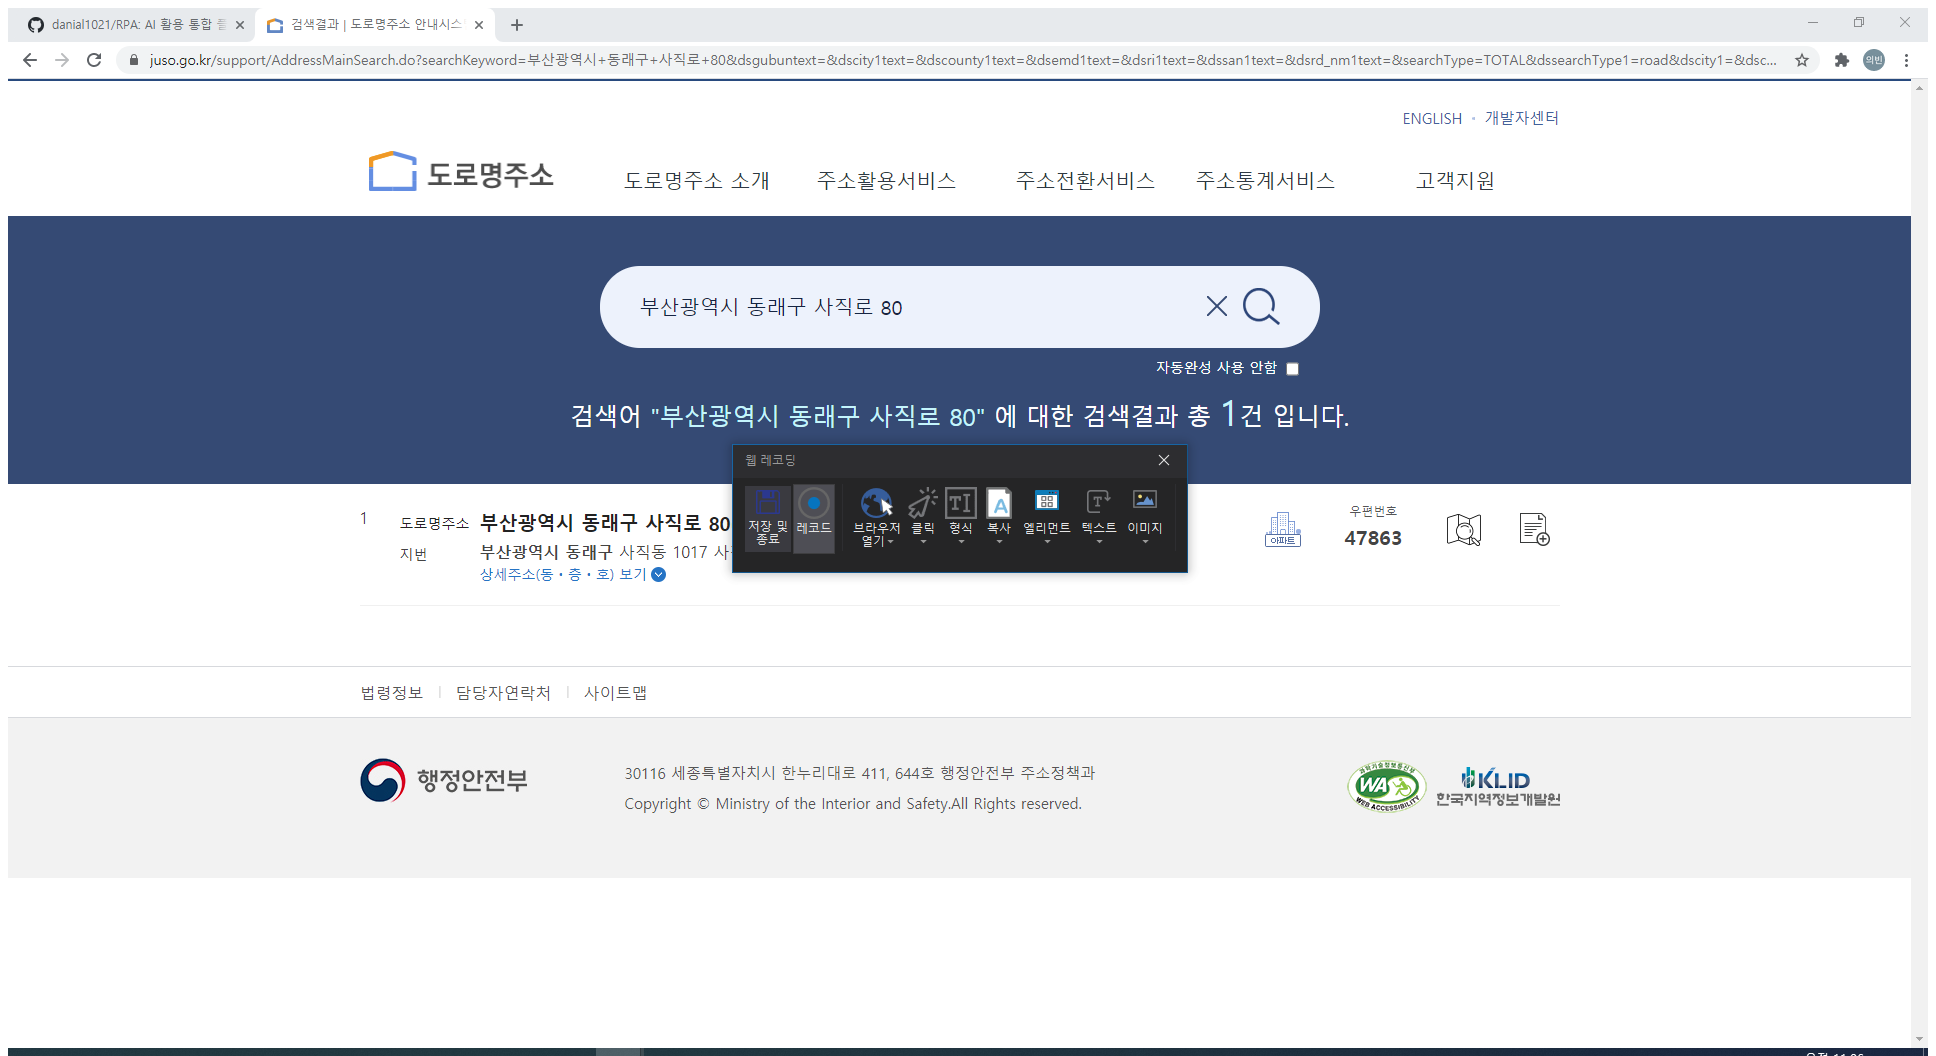 danial1021/RPA: AI 활용 통합 
검색결과 | 도로명주소 안내시스
juso.go.kr/support/AddressMainSearch.do?searchKeyword=부산광역시+동래구+사직로+80&dsgubuntext=&dscity1text=&dscounty1text=&dsemd1text=&dsri1text=&dssan1text=&dsrd_nm1text=&searchType=TOTAL&dssearchType1=road&dscity1=&dsc...
의빈
ENGLISH • 개발자센터
도로명주소
도로명주소 소개 주소활용서비스 주소전환서비스 주소통계서비스 고객지원
부산광역시 동래구 사직로 80
자동완성 사용 안함
검색어 "부산광역시 동래구 사직로 80" 에 대한 검색결과 총 1건 입니다.
웹 레코딩
저장 및 종료
레코드
브라우저 열기
클릭
형식
복사
엘리먼트
텍스트
이미지
1 도로명주소 부산광역시 동래구 사직로 80
지번 부산광역시 동래구 사직동 1017
상세주소(동·층·호) 보기
아파트
우편번호
47863
법령정보 | 담당자연락처 | 사이트맵
행정안전부
30116 세종특별자치시 한누리대로 411, 644호 행정안전부 주소정책과
Copyright © Ministry of the Interior and Safety.All Rights reserved.
과학기술정보통신부
WA
WEB ACCESSIBILITY
KLID
한국지역정보개발원